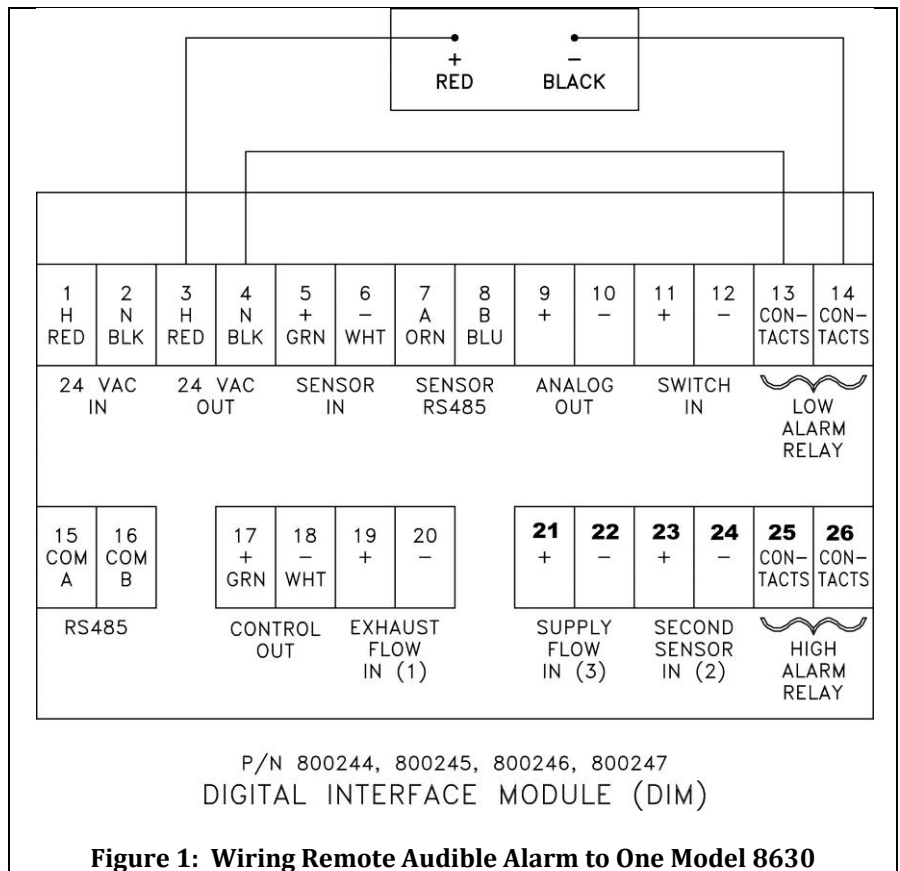 + −
RED BLACK
1 2 3 4 5 6 7 8 9 10 11 12 13 14
H N H N + − A B + − + − CON- CON-
RED BLK RED BLK GRN WHT ORN BLU TACTS TACTS
24 VAC 24 VAC SENSOR SENSOR ANALOG SWITCH LOW
IN OUT IN RS485 OUT IN ALARM
RELAY
15 16 17 18 19 20 21 22 23 24 25 26
COM COM + − + − + − + − CON- CON-
A B GRN WHT TACTS TACTS
RS485 CONTROL EXHAUST SUPPLY SECOND HIGH
OUT FLOW FLOW SENSOR ALARM
IN (1) IN (3) IN (2) RELAY
P/N 800244, 800245, 800246, 800247
DIGITAL INTERFACE MODULE (DIM)
Figure 1: Wiring Remote Audible Alarm to One Model 8630